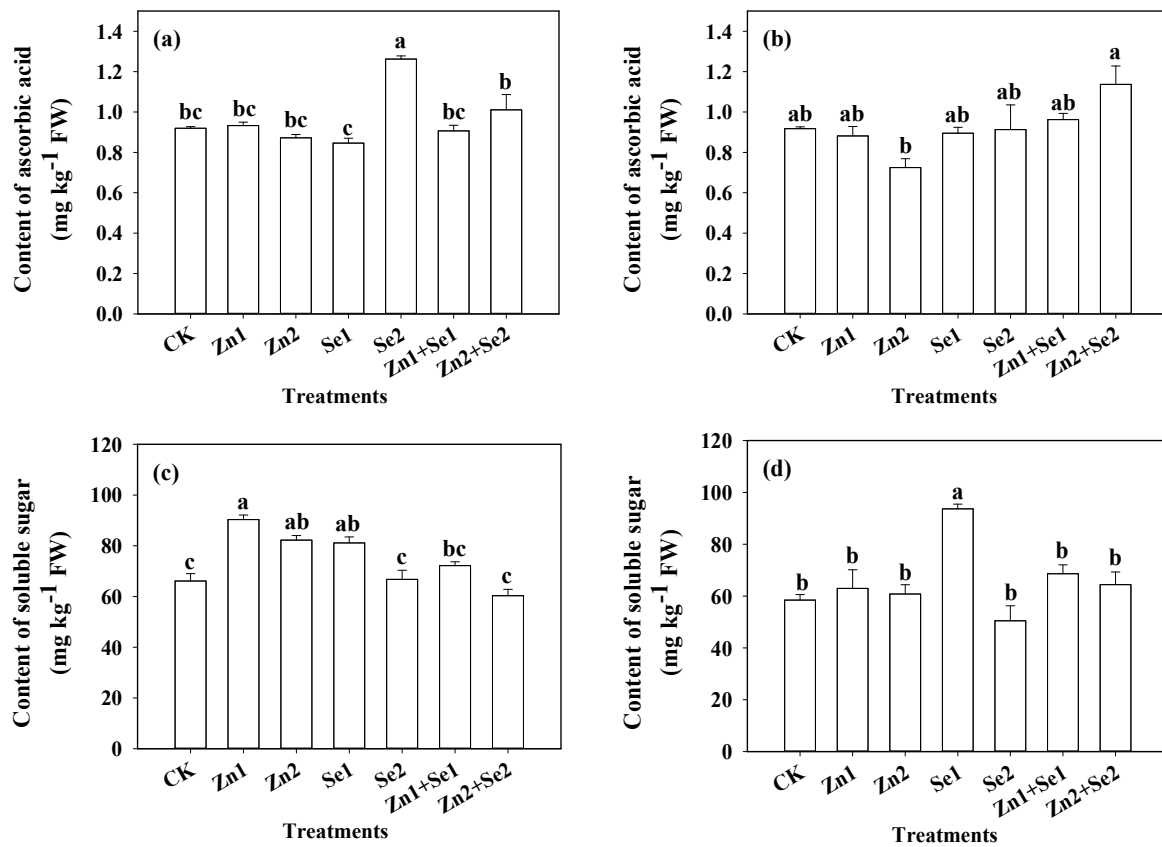 (a)
Content of ascorbic acid
(mg kg⁻¹ FW)
1.4
1.2
1.0
0.8
0.6
0.4
0.2
0.0
bc
bc
bc
c
a
bc
b
CK
Zn1
Zn2
Se1
Se2
Zn1+Se1
Zn2+Se2
Treatments
(b)
Content of ascorbic acid
(mg kg⁻¹ FW)
1.4
1.2
1.0
0.8
0.6
0.4
0.2
0.0
ab
ab
b
ab
ab
ab
a
CK
Zn1
Zn2
Se1
Se2
Zn1+Se1
Zn2+Se2
Treatments
(c)
Content of soluble sugar
(mg kg⁻¹ FW)
120
100
80
60
40
20
0
c
a
ab
ab
c
bc
c
CK
Zn1
Zn2
Se1
Se2
Zn1+Se1
Zn2+Se2
Treatments
(d)
Content of soluble sugar
(mg kg⁻¹ FW)
120
100
80
60
40
20
0
b
b
b
a
b
b
b
CK
Zn1
Zn2
Se1
Se2
Zn1+Se1
Zn2+Se2
Treatments